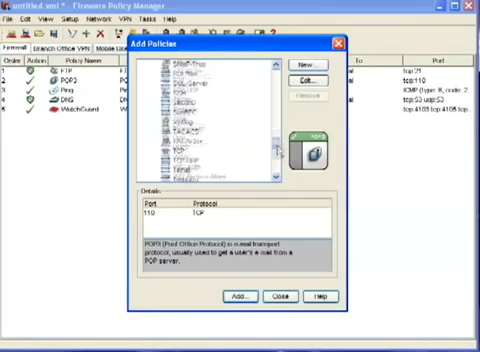 untitled.xml * - Fireware Policy Manager
File Edit View Setup Network VPN Tasks Help
Firewall Branch Office VPN Mobile User
Order Action Policy Name To Port
1 FTP tcp:21
2 POP3 tcp:110
3 Ping ICMP (type: 8, code: 2
4 DNS tcp:53 udp:53
5 WatchGuard tcp:4103 tcp:4105 tcp:
Add Policies
New...
Edit...
Remove
POP3
TACACS
TCP
Telnet
Details
Port Protocol
110 TCP
POP3 (Post Office Protocol) is e-mail transport
protocol, usually used to get a user's e-mail from a
POP server.
Add... Close Help